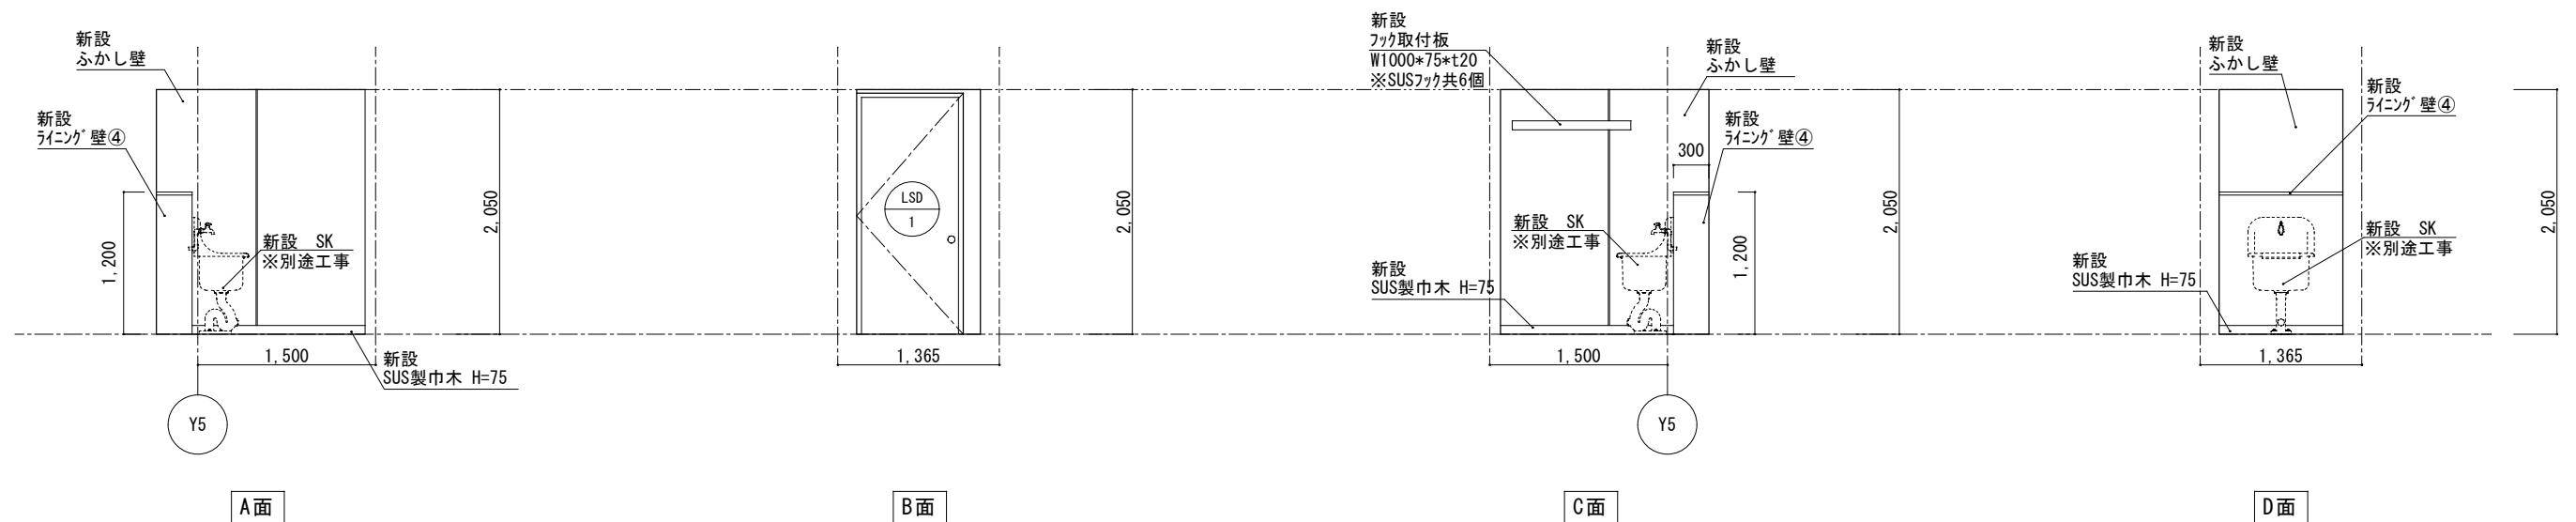 新設
ふかし壁
新設
ﾗｲﾆﾝｸﾞ壁④
1,200
新設　SK
※別途工事
2,050
1,500
新設
SUS製巾木 H=75
Y5
A面
LSD
1
2,050
1,365
B面
新設
ﾌｯｸ取付板
W1000*75*t20
※SUSﾌｯｸ共6個
新設
ふかし壁
新設
ﾗｲﾆﾝｸﾞ壁④
300
新設　SK
※別途工事
新設
SUS製巾木 H=75
1,200
2,050
1,500
Y5
C面
新設
ふかし壁
新設
ﾗｲﾆﾝｸﾞ壁④
新設　SK
※別途工事
新設
SUS製巾木 H=75
2,050
1,365
D面